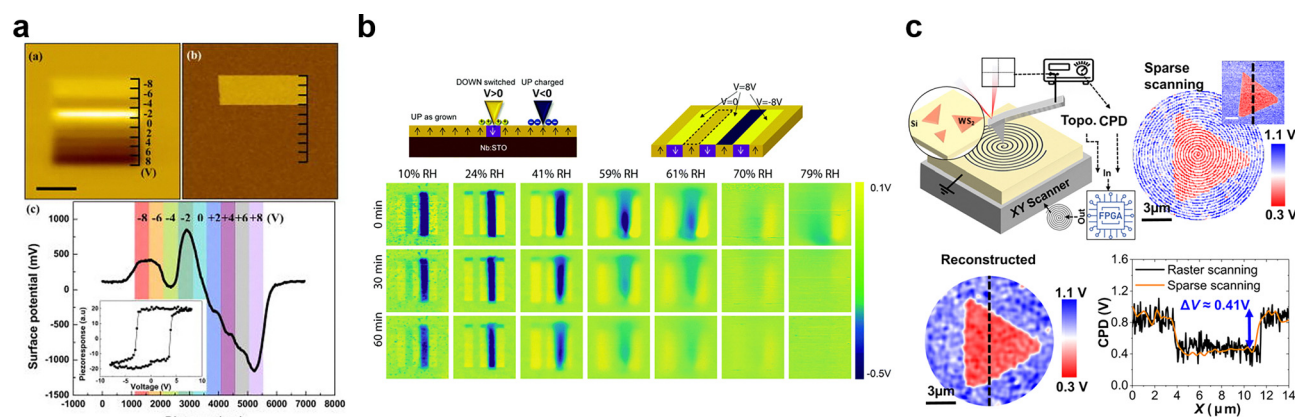 a
(a)
(b)
-8
-6
-4
-2
0
2
4
6
8
(V)
(c)
-8 -6 -4 -2 0 +2 +4 +6 +8 (V)
1000
500
0
-500
-1000
-1500
Surface potential (mV)
20
10
0
-10
-20
Piezoresponse (a.u)
-10 -5 0 5 10
Voltage (V)
-1000 0 1000 2000 3000 4000 5000 6000 7000
b
DOWN switched
V>0
UP charged
V<0
UP as grown
Nb:STO
V=8V
V=0
V=-8V
10% RH 24% RH 41% RH 59% RH 61% RH 70% RH 79% RH
0 min
30 min
60 min
0.1V
-0.5V
c
Si
WS₂
Topo. CPD
In
FPGA
Out
XY Scanner
Sparse scanning
1.1 V
0.3 V
3μm
Reconstructed
1.1 V
0.3 V
3μm
Raster scanning
Sparse scanning
ΔV ≈ 0.41V
1.6
1.2
0.8
0.4
0.0
CPD (V)
0 2 4 6 8 10 12 14
X (μm)